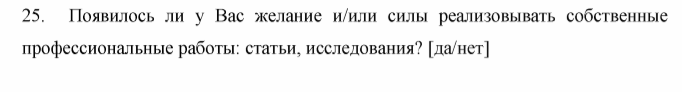 25. Появилось ли у Вас желание и/или силы реализовывать собственные
профессиональные работы: статьи, исследования? [да/нет]